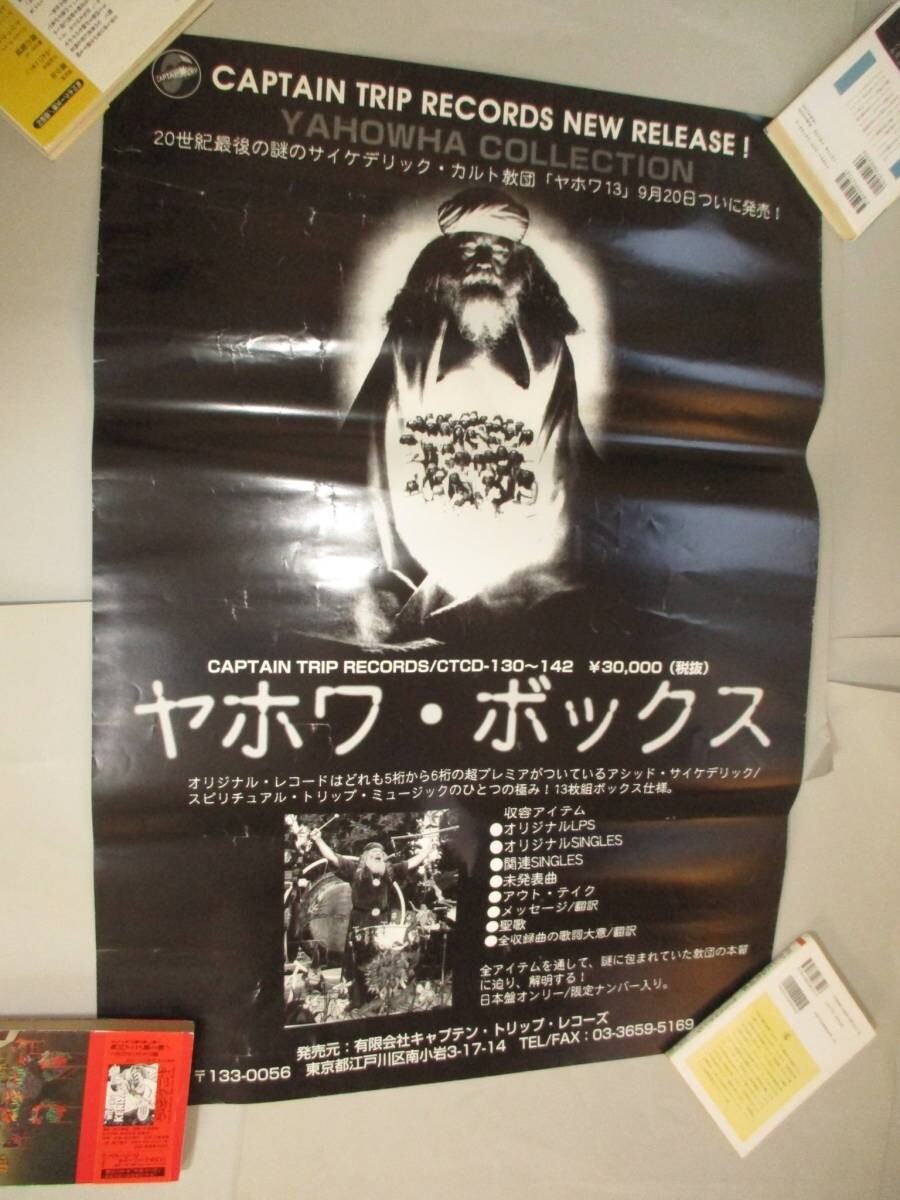 CAPTAIN TRIP RECORDS NEW RELEASE !
YAHOWHA COLLECTION
20世紀最後の謎のサイケデリック・カルト教団「ヤホワ13」9月20日ついに発売！
CAPTAIN TRIP RECORDS/CTCD-130〜142 ¥30,000（税抜）
ヤホワ・ボックス
オリジナル・レコードはどれも5桁から6桁の超プレミアがついているアシッド・サイケデリック/
スピリチュアル・トリップ・ミュージックのひとつの極み！13枚組ボックス仕様。
収容アイテム
●オリジナルLPS
●オリジナルSINGLES
●関連SINGLES
●未発表曲
●アウト・テイク
●メッセージ/翻訳
●聖歌
●全収録曲の歌詞大意/翻訳
全アイテムを通して、謎に包まれていた教団の本質
に迫り、解明する！
日本盤オンリー/限定ナンバー入り。
発売元：有限会社キャプテン・トリップ・レコーズ
〒133-0056 東京都江戸川区南小岩3-17-14 TEL/FAX：03-3659-5169